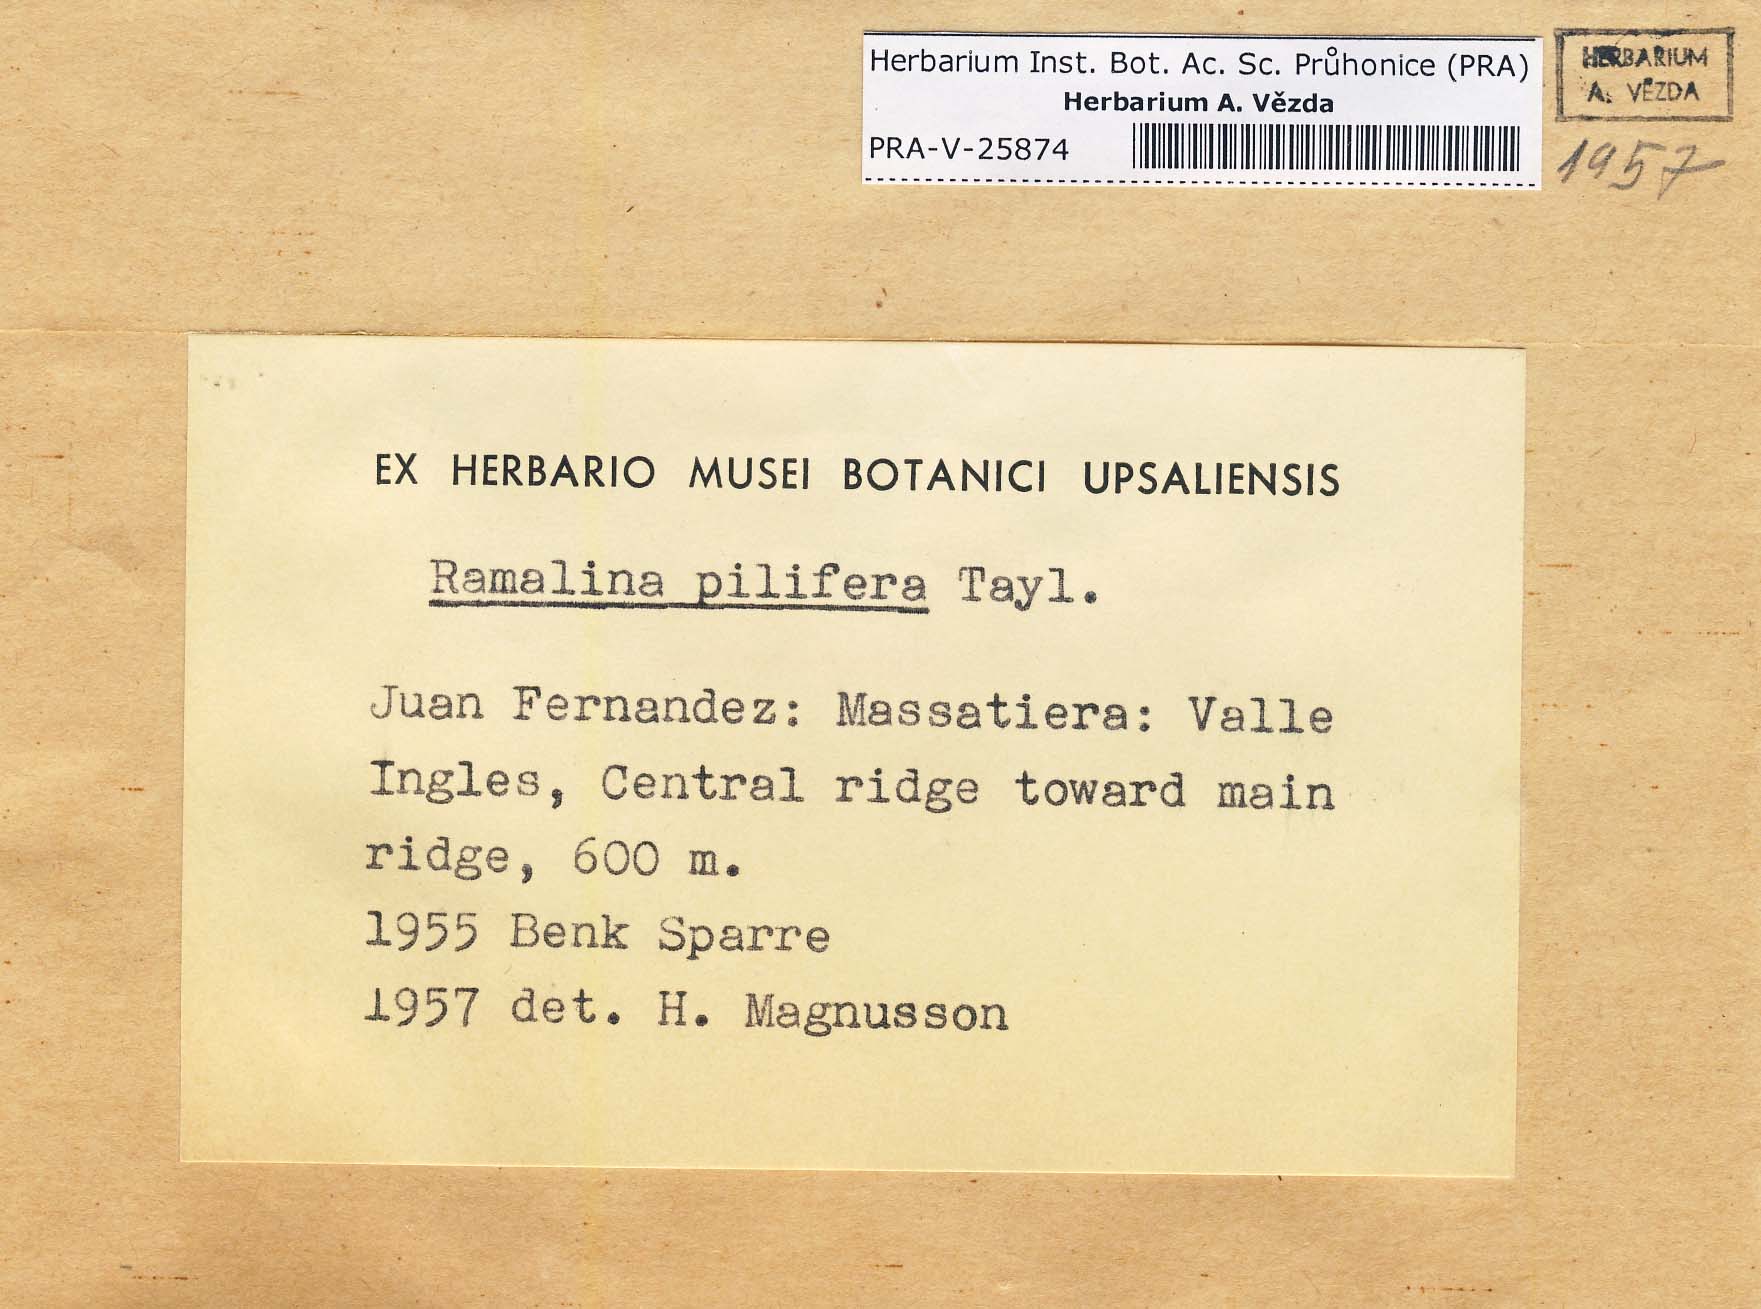 Herbarium Inst. Bot. Ac. Sc. Průhonice (PRA)
Herbarium A. Vězda
PRA-V-25874
HERBARIUM
A. VĚZDA
1957
EX HERBARIO MUSEI BOTANICI UPSALIENSIS
Ramalina pilifera Tayl.
Juan Fernandez: Massatiera: Valle
Ingles, Central ridge toward main
ridge, 600 m.
1955 Benk Sparre
1957 det. H. Magnusson